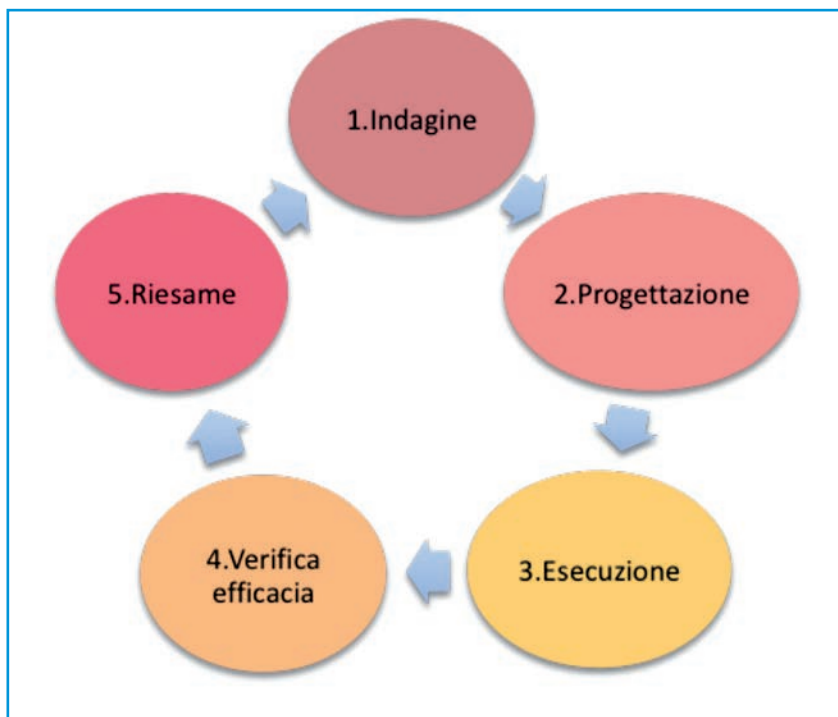 1.Indagine
2.Progettazione
3.Esecuzione
4.Verifica
efficacia
5.Riesame